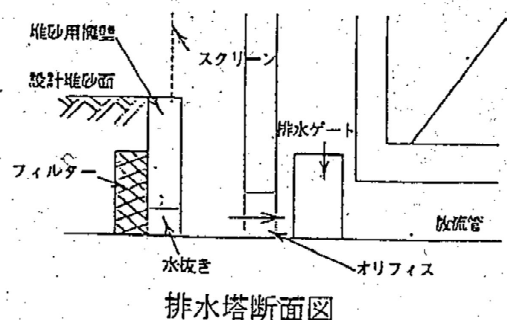 堆砂用擁壁
スクリーン
設計堆砂面
排水ゲート
フィルター
放流管
水抜き
オリフィス
排水塔断面図